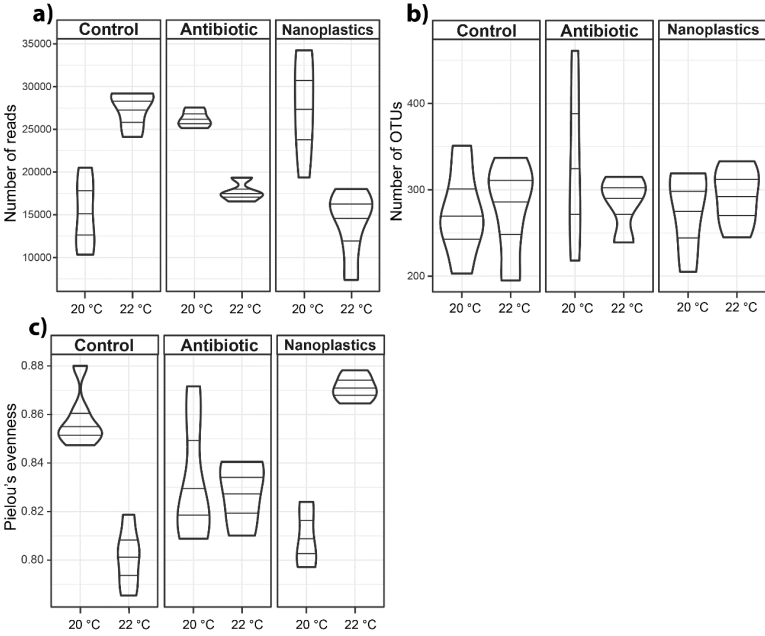 a)
Control Antibiotic Nanoplastics
Number of reads
35000
30000
25000
20000
15000
10000
20 °C 22 °C 20 °C 22 °C 20 °C 22 °C
b)
Control Antibiotic Nanoplastics
Number of OTUs
400
300
200
20 °C 22 °C 20 °C 22 °C 20 °C 22 °C
c)
Control Antibiotic Nanoplastics
Pielou's evenness
0.88
0.86
0.84
0.82
0.80
20 °C 22 °C 20 °C 22 °C 20 °C 22 °C